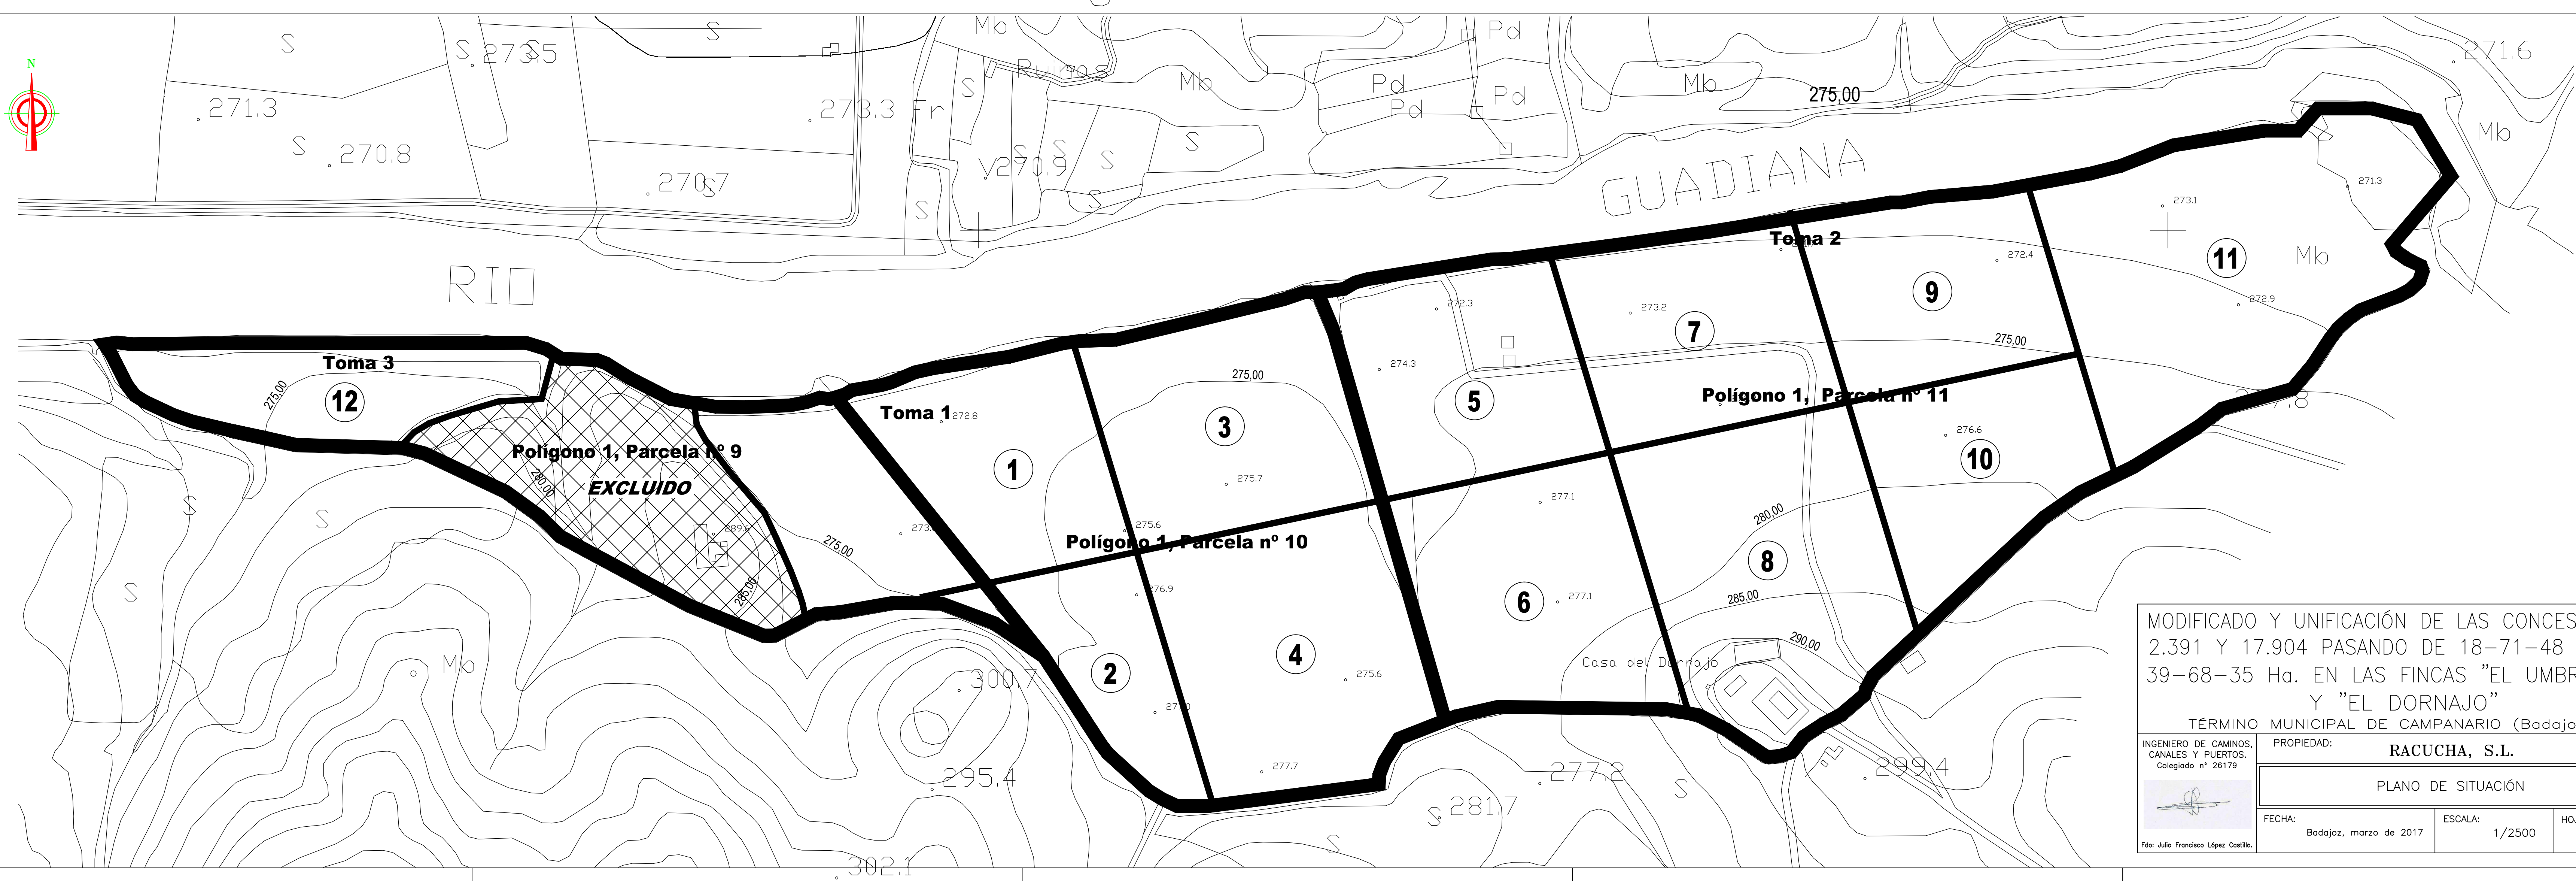 N
S
S
S
273.5
S
271.3
S
270.8
273.3 Fr
270.7
S
Mb
Ruinas
S
Mb
V270.9
S
S
S
S
S
S
Pd
Pd
Pd
Pd
Mb
275,00
271.6
Mb
RIO
GUADIANA
271.3
273.1
Mb
272.4
272.9
11
Toma 2
9
273.2
7
272.3
274.3
5
275,00
Polígono 1, Parcela nº 11
276.6
10
Toma 3
12
275,00
Toma 1
272.8
1
275,00
3
275.7
Polígono 1, Parcela nº 9
EXCLUIDO
280,00
289.6
285,00
275,00
275.6
Polígono 1, Parcela nº 10
276.9
277.1
277.1
6
280,00
8
285,00
290,00
Casa del Dornajo
2
4
275.6
277.7
S
S
S
Mb
300.7
295.4
302.1
277.2
281.7
S
S
S
299.4
MODIFICADO Y UNIFICACIÓN DE LAS CONCES
2.391 Y 17.904 PASANDO DE 18-71-48
39-68-35 Ha. EN LAS FINCAS "EL UMBR
Y "EL DORNAJO"
TÉRMINO MUNICIPAL DE CAMPANARIO (Badajo
INGENIERO DE CAMINOS,
CANALES Y PUERTOS.
Colegiado nº 26179
Fdo: Julio Francisco López Castillo.
PROPIEDAD:
RACUCHA, S.L.
PLANO DE SITUACIÓN
FECHA:
Badajoz, marzo de 2017
ESCALA:
1/2500
HO